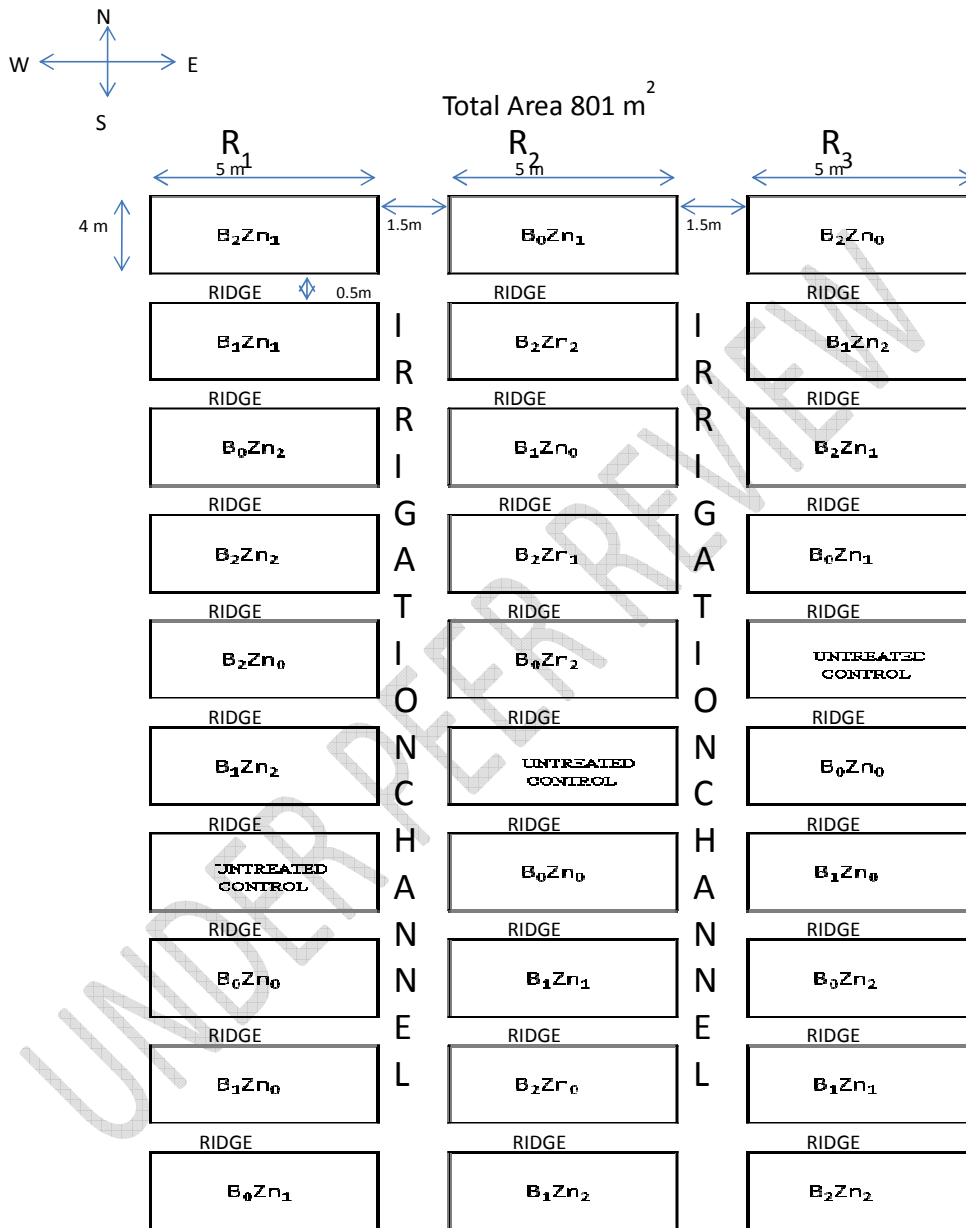 N
W E
S
Total Area 801 m²
R₁ R₂ R₃
5 m 5 m 5 m
4 m 1.5m 1.5m
B₂Zn₁ B₀Zn₁ B₂Zn₀
RIDGE 0.5m RIDGE RIDGE
B₁Zn₁ B₂Zr₂ B₁Zn₂
RIDGE RIDGE RIDGE
B₀Zn₂ B₁Zn₀ B₂Zn₁
RIDGE RIDGE RIDGE
B₂Zn₂ B₂Zr₁ B₀Zn₁
RIDGE RIDGE RIDGE
B₂Zn₀ B₀Zr₂ UNTREATED CONTROL
RIDGE RIDGE RIDGE
B₁Zn₂ UNTREATED CONTROL B₀Zn₀
RIDGE RIDGE RIDGE
UNTREATED CONTROL B₀Zn₀ B₁Zn₀
RIDGE RIDGE RIDGE
B₀Zn₀ B₁Zn₁ B₀Zn₂
RIDGE RIDGE RIDGE
B₁Zn₀ B₂Zr₀ B₁Zn₁
RIDGE RIDGE RIDGE
B₀Zn₁ B₁Zn₂ B₂Zn₂
IRRIGATION CHANNEL
IRRIGATION CHANNEL
UNDER PEER REVIEW